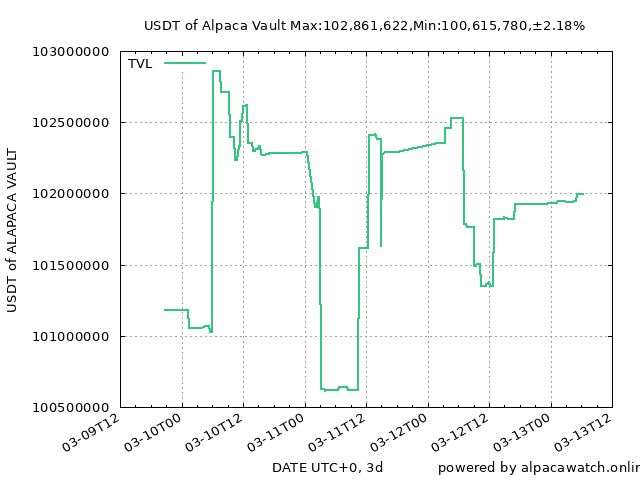 USDT of Alpaca Vault Max:102,861,622,Min:100,615,780,±2.18%
TVL
103000000
102500000
102000000
101500000
101000000
100500000
USDT of ALAPACA VAULT
03-09T12
03-10T00
03-10T12
03-11T00
03-11T12
03-12T00
03-12T12
03-13T00
03-13T12
DATE UTC+0, 3d
powered by alpacawatch.onlin